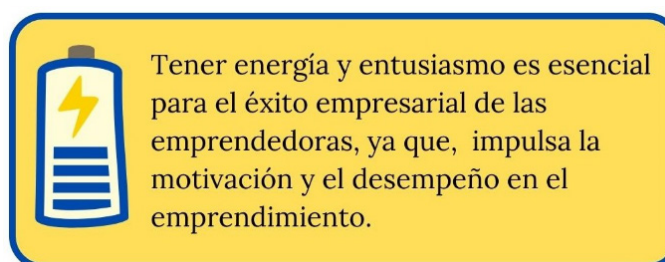 Tener energía y entusiasmo es esencial
para el éxito empresarial de las
emprendedoras, ya que, impulsa la
motivación y el desempeño en el
emprendimiento.